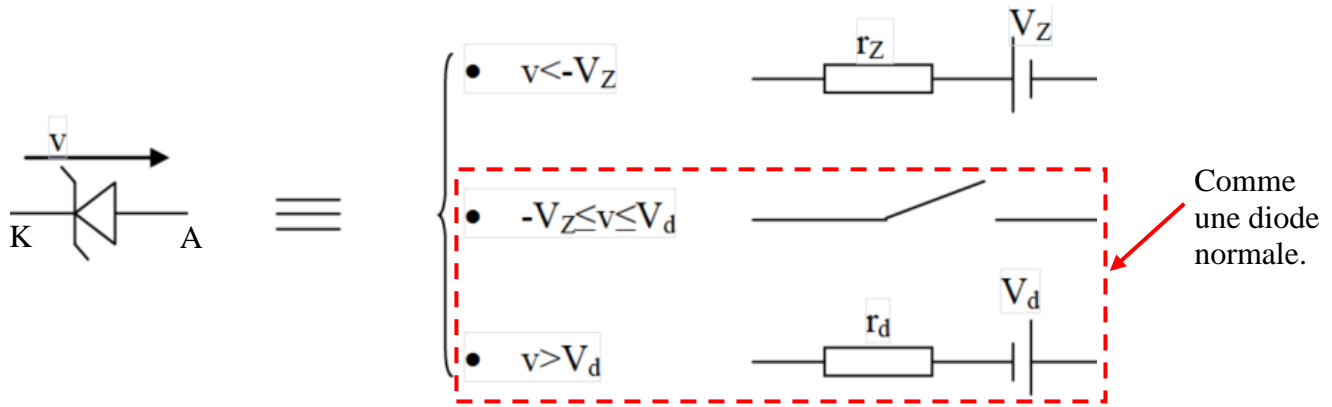 v
K
A
• v<-V_Z
r_Z
V_Z
• -V_Z≤v≤V_d
• v>V_d
r_d
V_d
Comme
une diode
normale.